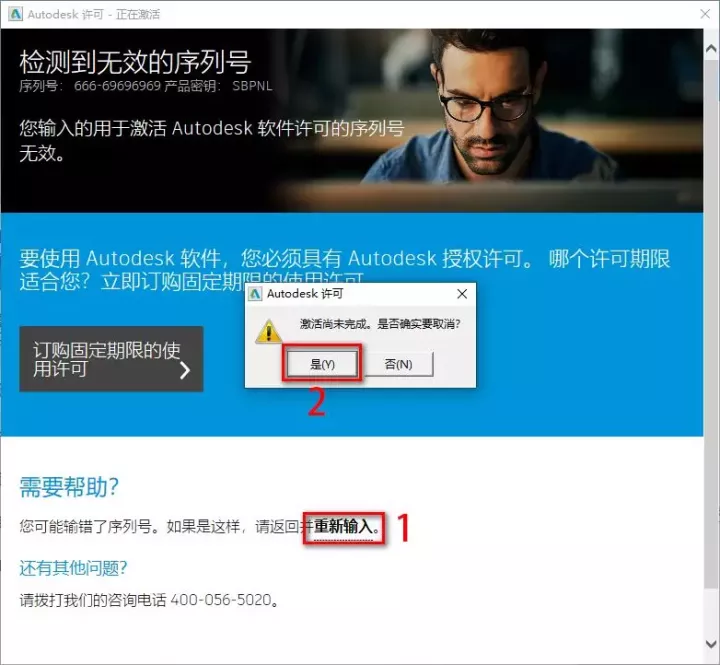 Autodesk 许可 - 正在激活
检测到无效的序列号
序列号： 666-69696969 产品密钥： SBPNL
您输入的用于激活 Autodesk 软件许可的序列号
无效。
要使用 Autodesk 软件，您必须具有 Autodesk 授权许可。 哪个许可期限
适合您？立即订购固定期限的使用许可
Autodesk 许可
激活尚未完成。是否确实要取消?
是(Y)
否(N)
2
订购固定期限的使
用许可
需要帮助？
您可能输错了序列号。如果是这样，请返回并重新输入。
1
还有其他问题？
请拨打我们的咨询电话 400-056-5020。